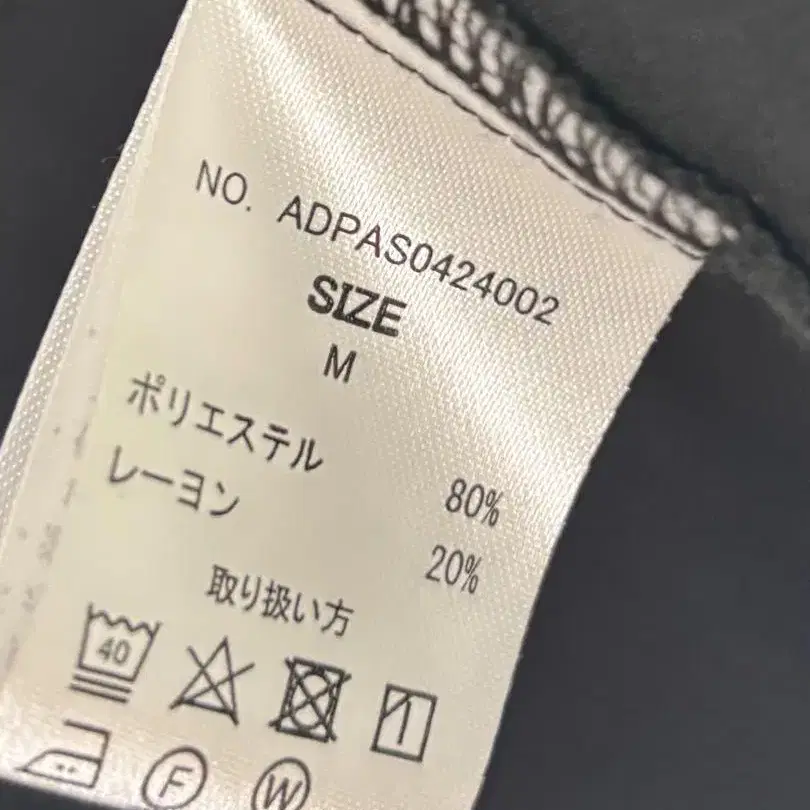 NO. ADPAS0424002
SIZE
M
ポリエステル 80%
レーヨン 20%
取り扱い方
40
F W